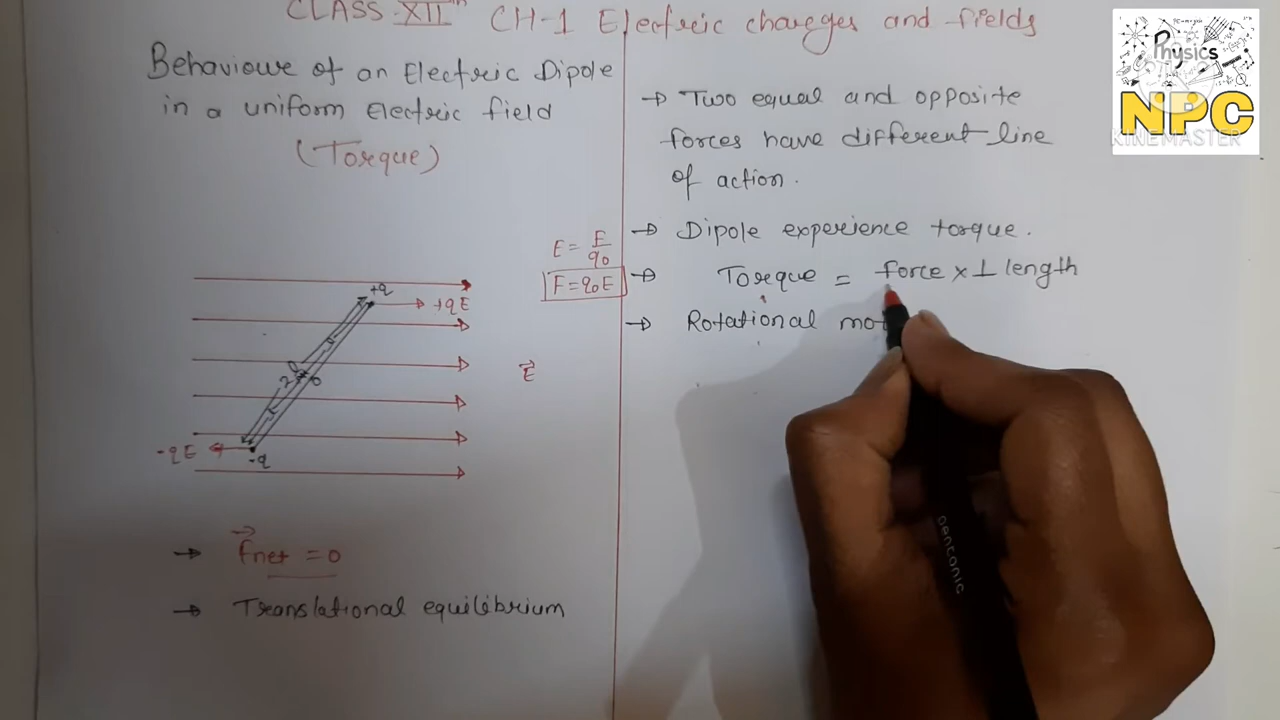 CLASS XII th CH-1 Electric charges and fields
Behaviour of an Electric Dipole
in a uniform Electric field
(Torque)
+q
+qE
E
-qE
-q
Fnet = 0
Translational equilibrium
E = F/q0
F = q0E
→ Two equal and opposite
forces have different line
of action.
→ Dipole experience torque.
→ Torque = force × ⊥ length
→ Rotational mot
Physics
NPC
KINEMASTER